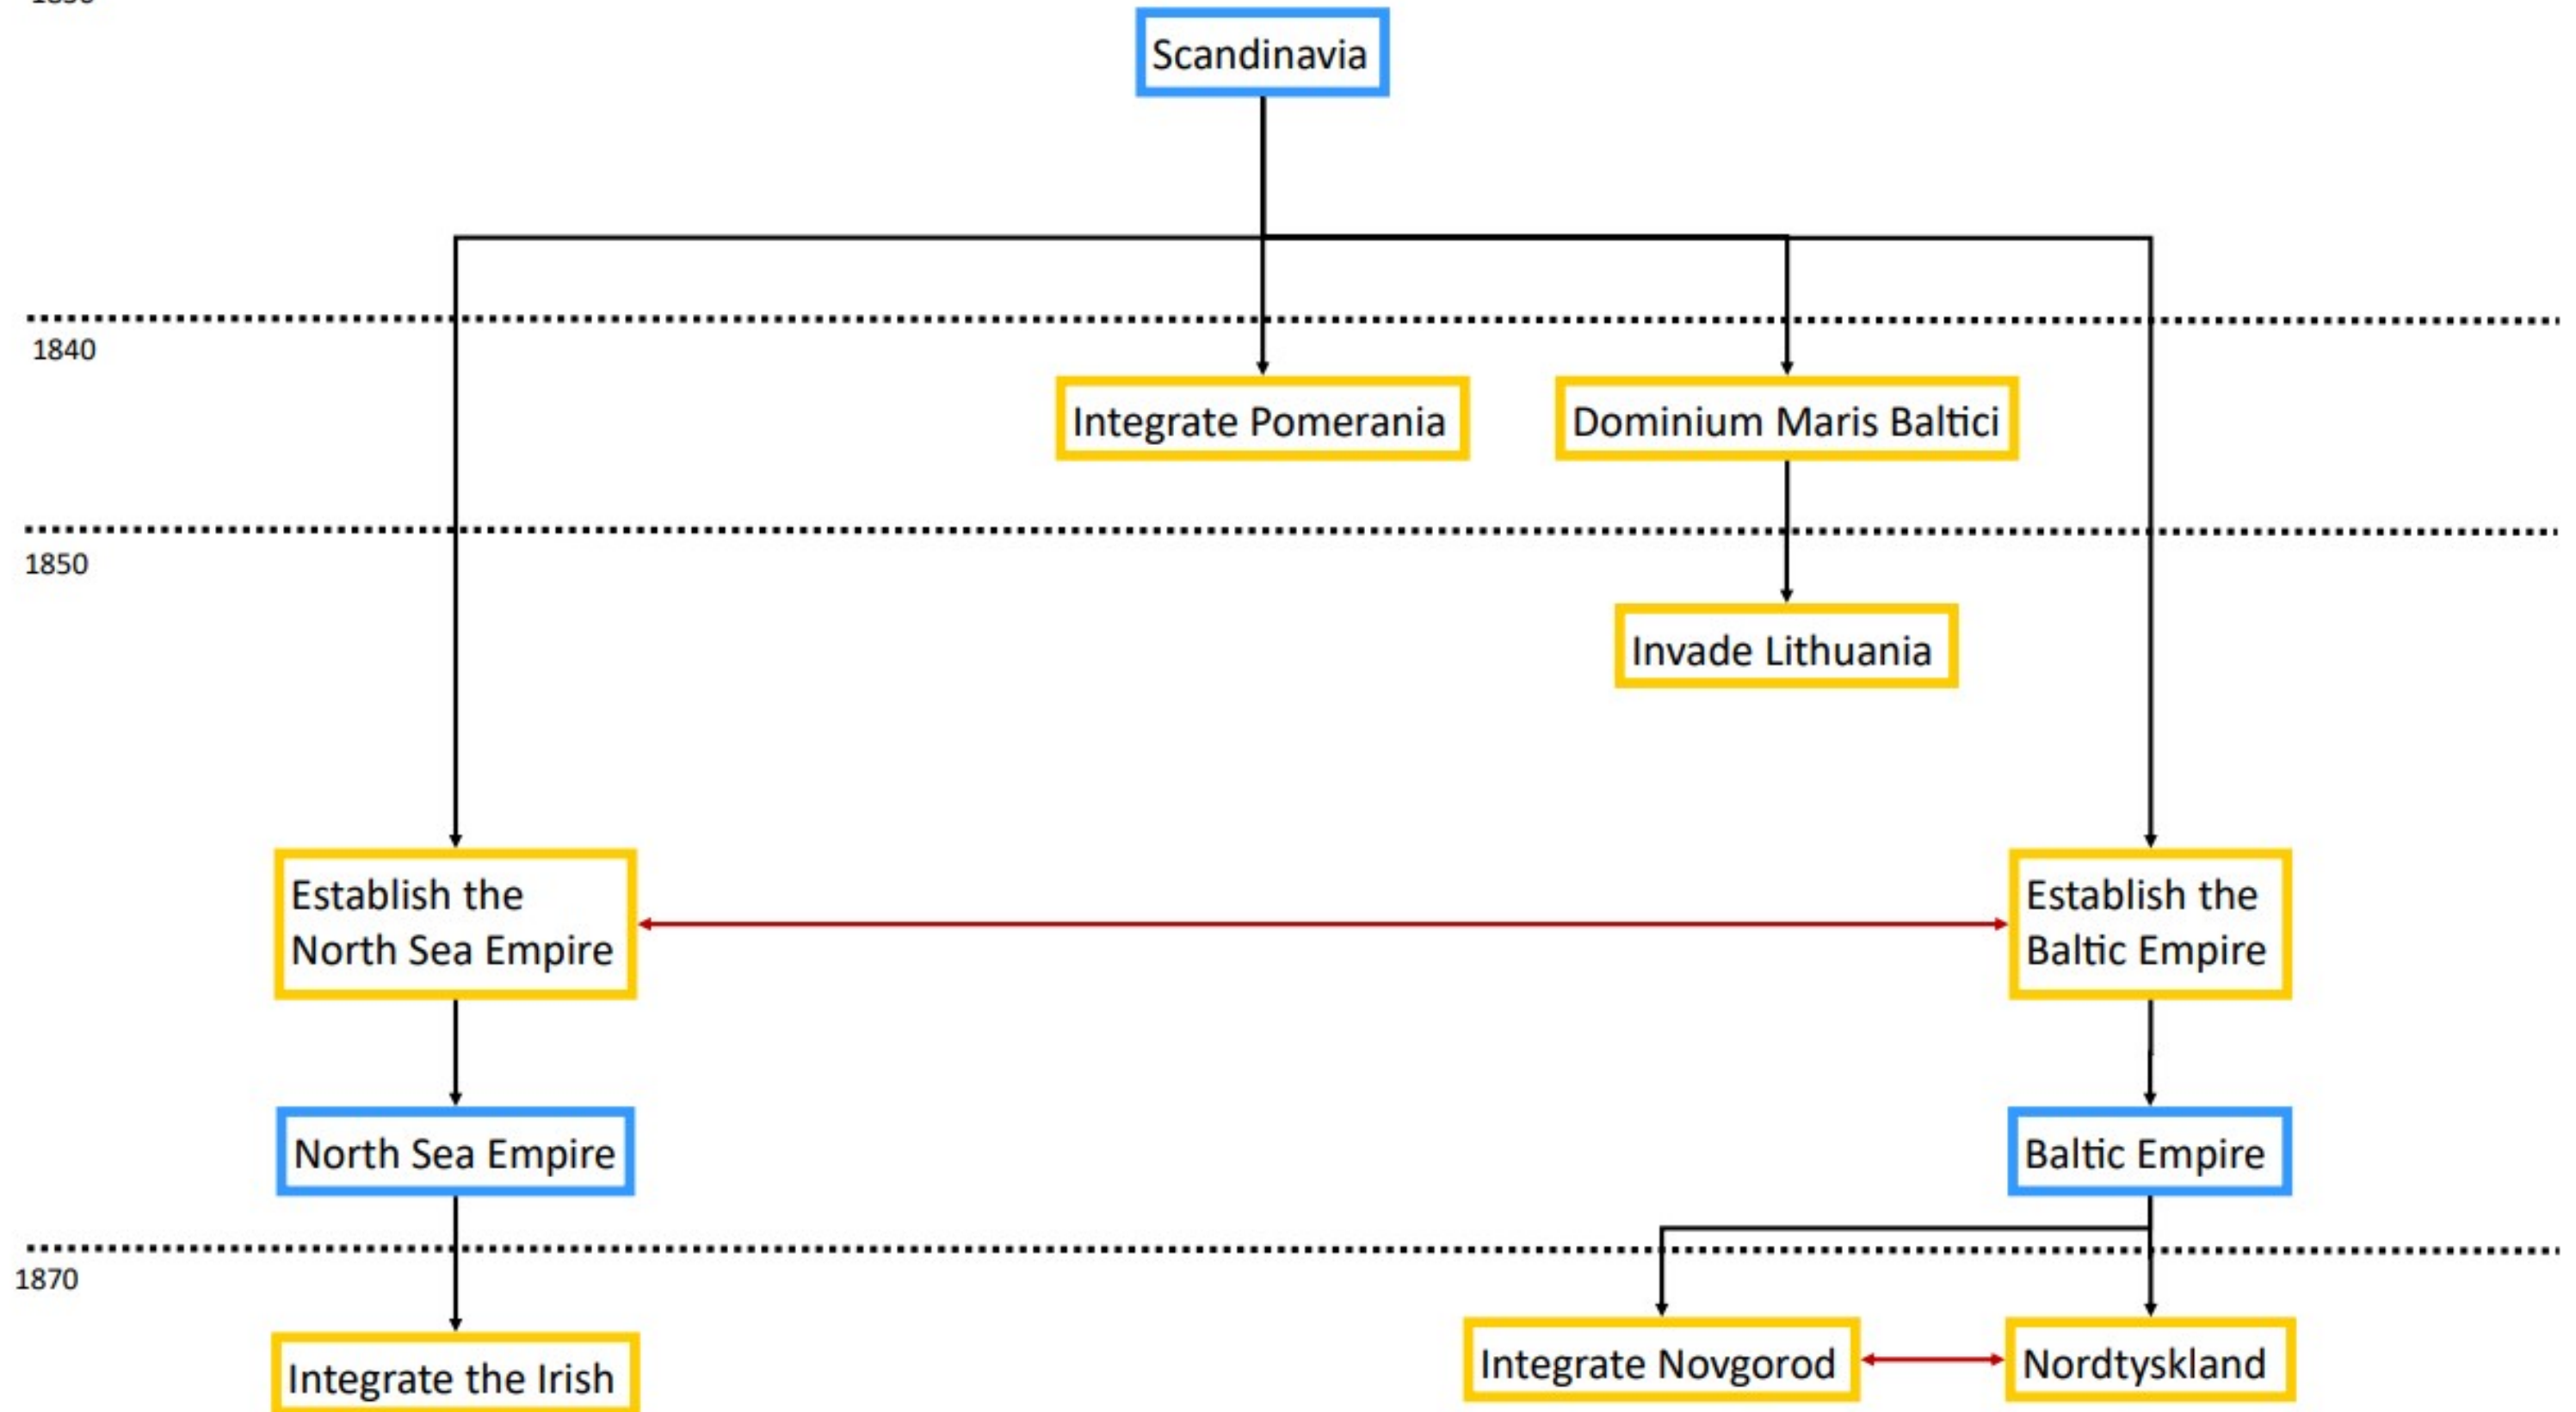 Scandinavia
1840
Integrate Pomerania
Dominium Maris Baltici
1850
Invade Lithuania
Establish the
North Sea Empire
Establish the
Baltic Empire
North Sea Empire
Baltic Empire
1870
Integrate the Irish
Integrate Novgorod
Nordtyskland